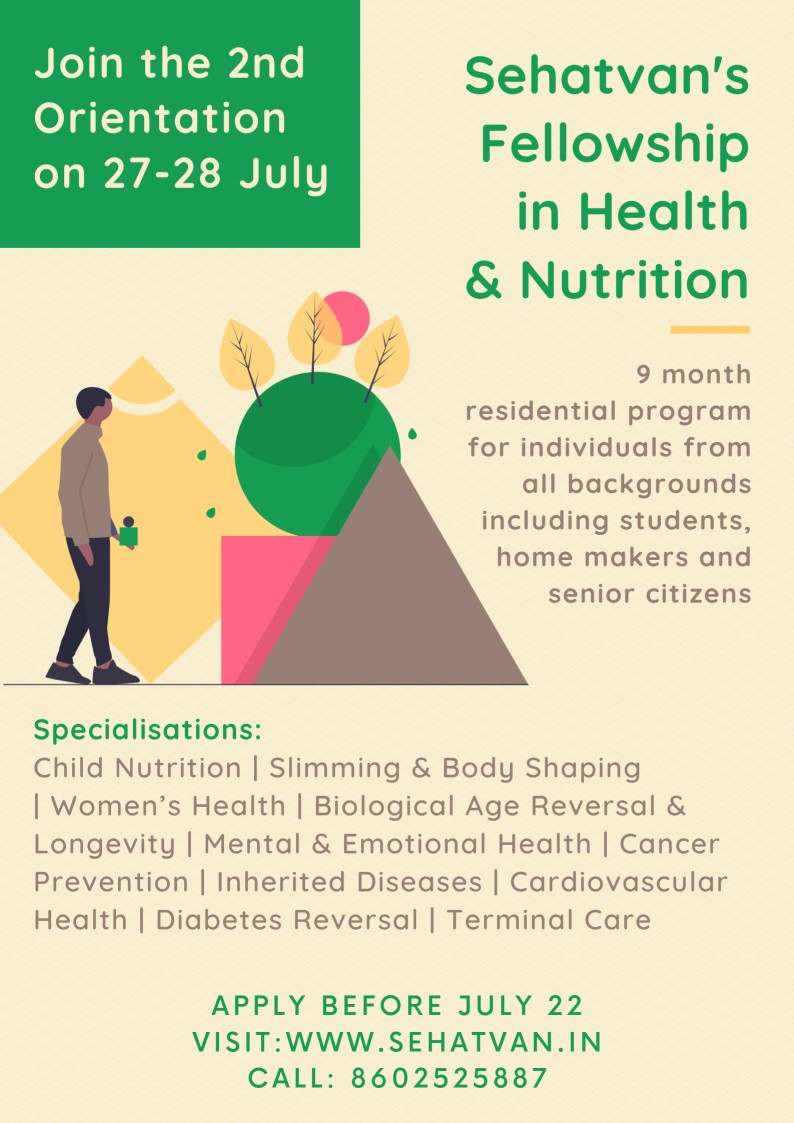 Join the 2nd
Orientation
on 27-28 July
Sehatvan's
Fellowship
in Health
& Nutrition
9 month
residential program
for individuals from
all backgrounds
including students,
home makers and
senior citizens
Specialisations:
Child Nutrition | Slimming & Body Shaping
| Women’s Health | Biological Age Reversal &
Longevity | Mental & Emotional Health | Cancer
Prevention | Inherited Diseases | Cardiovascular
Health | Diabetes Reversal | Terminal Care
APPLY BEFORE JULY 22
VISIT:WWW.SEHATVAN.IN
CALL: 8602525887